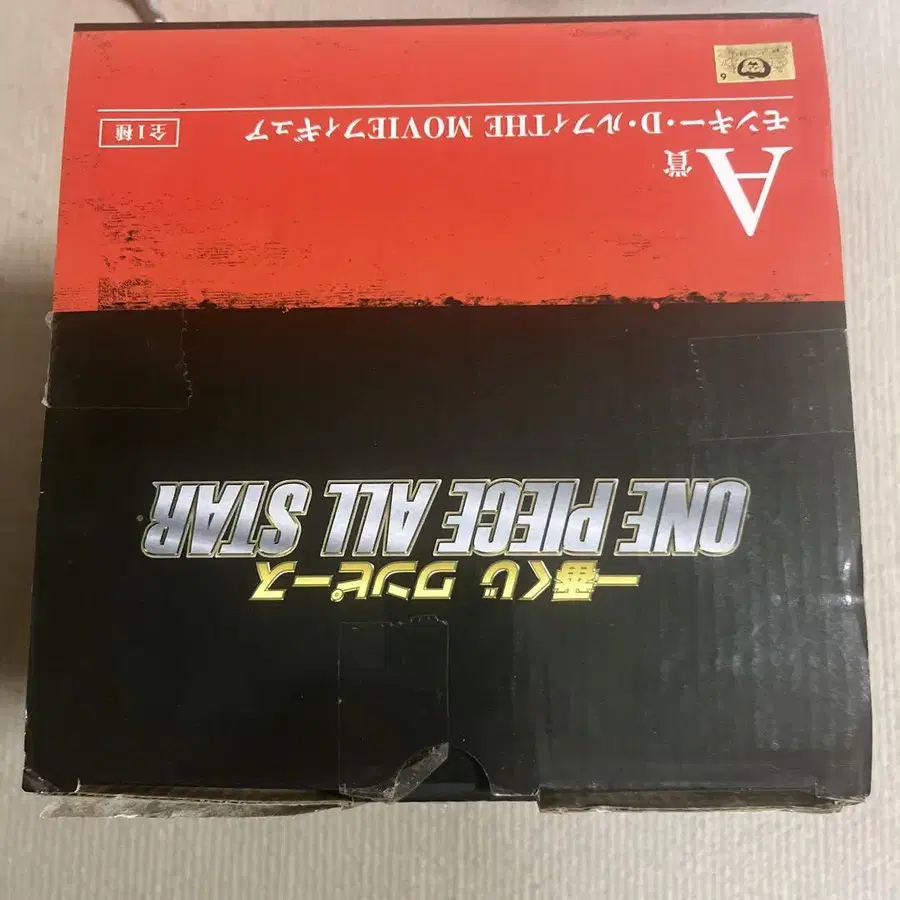 一番くじ ワンピース
ONE PIECE ALL STAR
A賞
モンキー・D・ルフィTHE MOVIEフィギュア
全1種